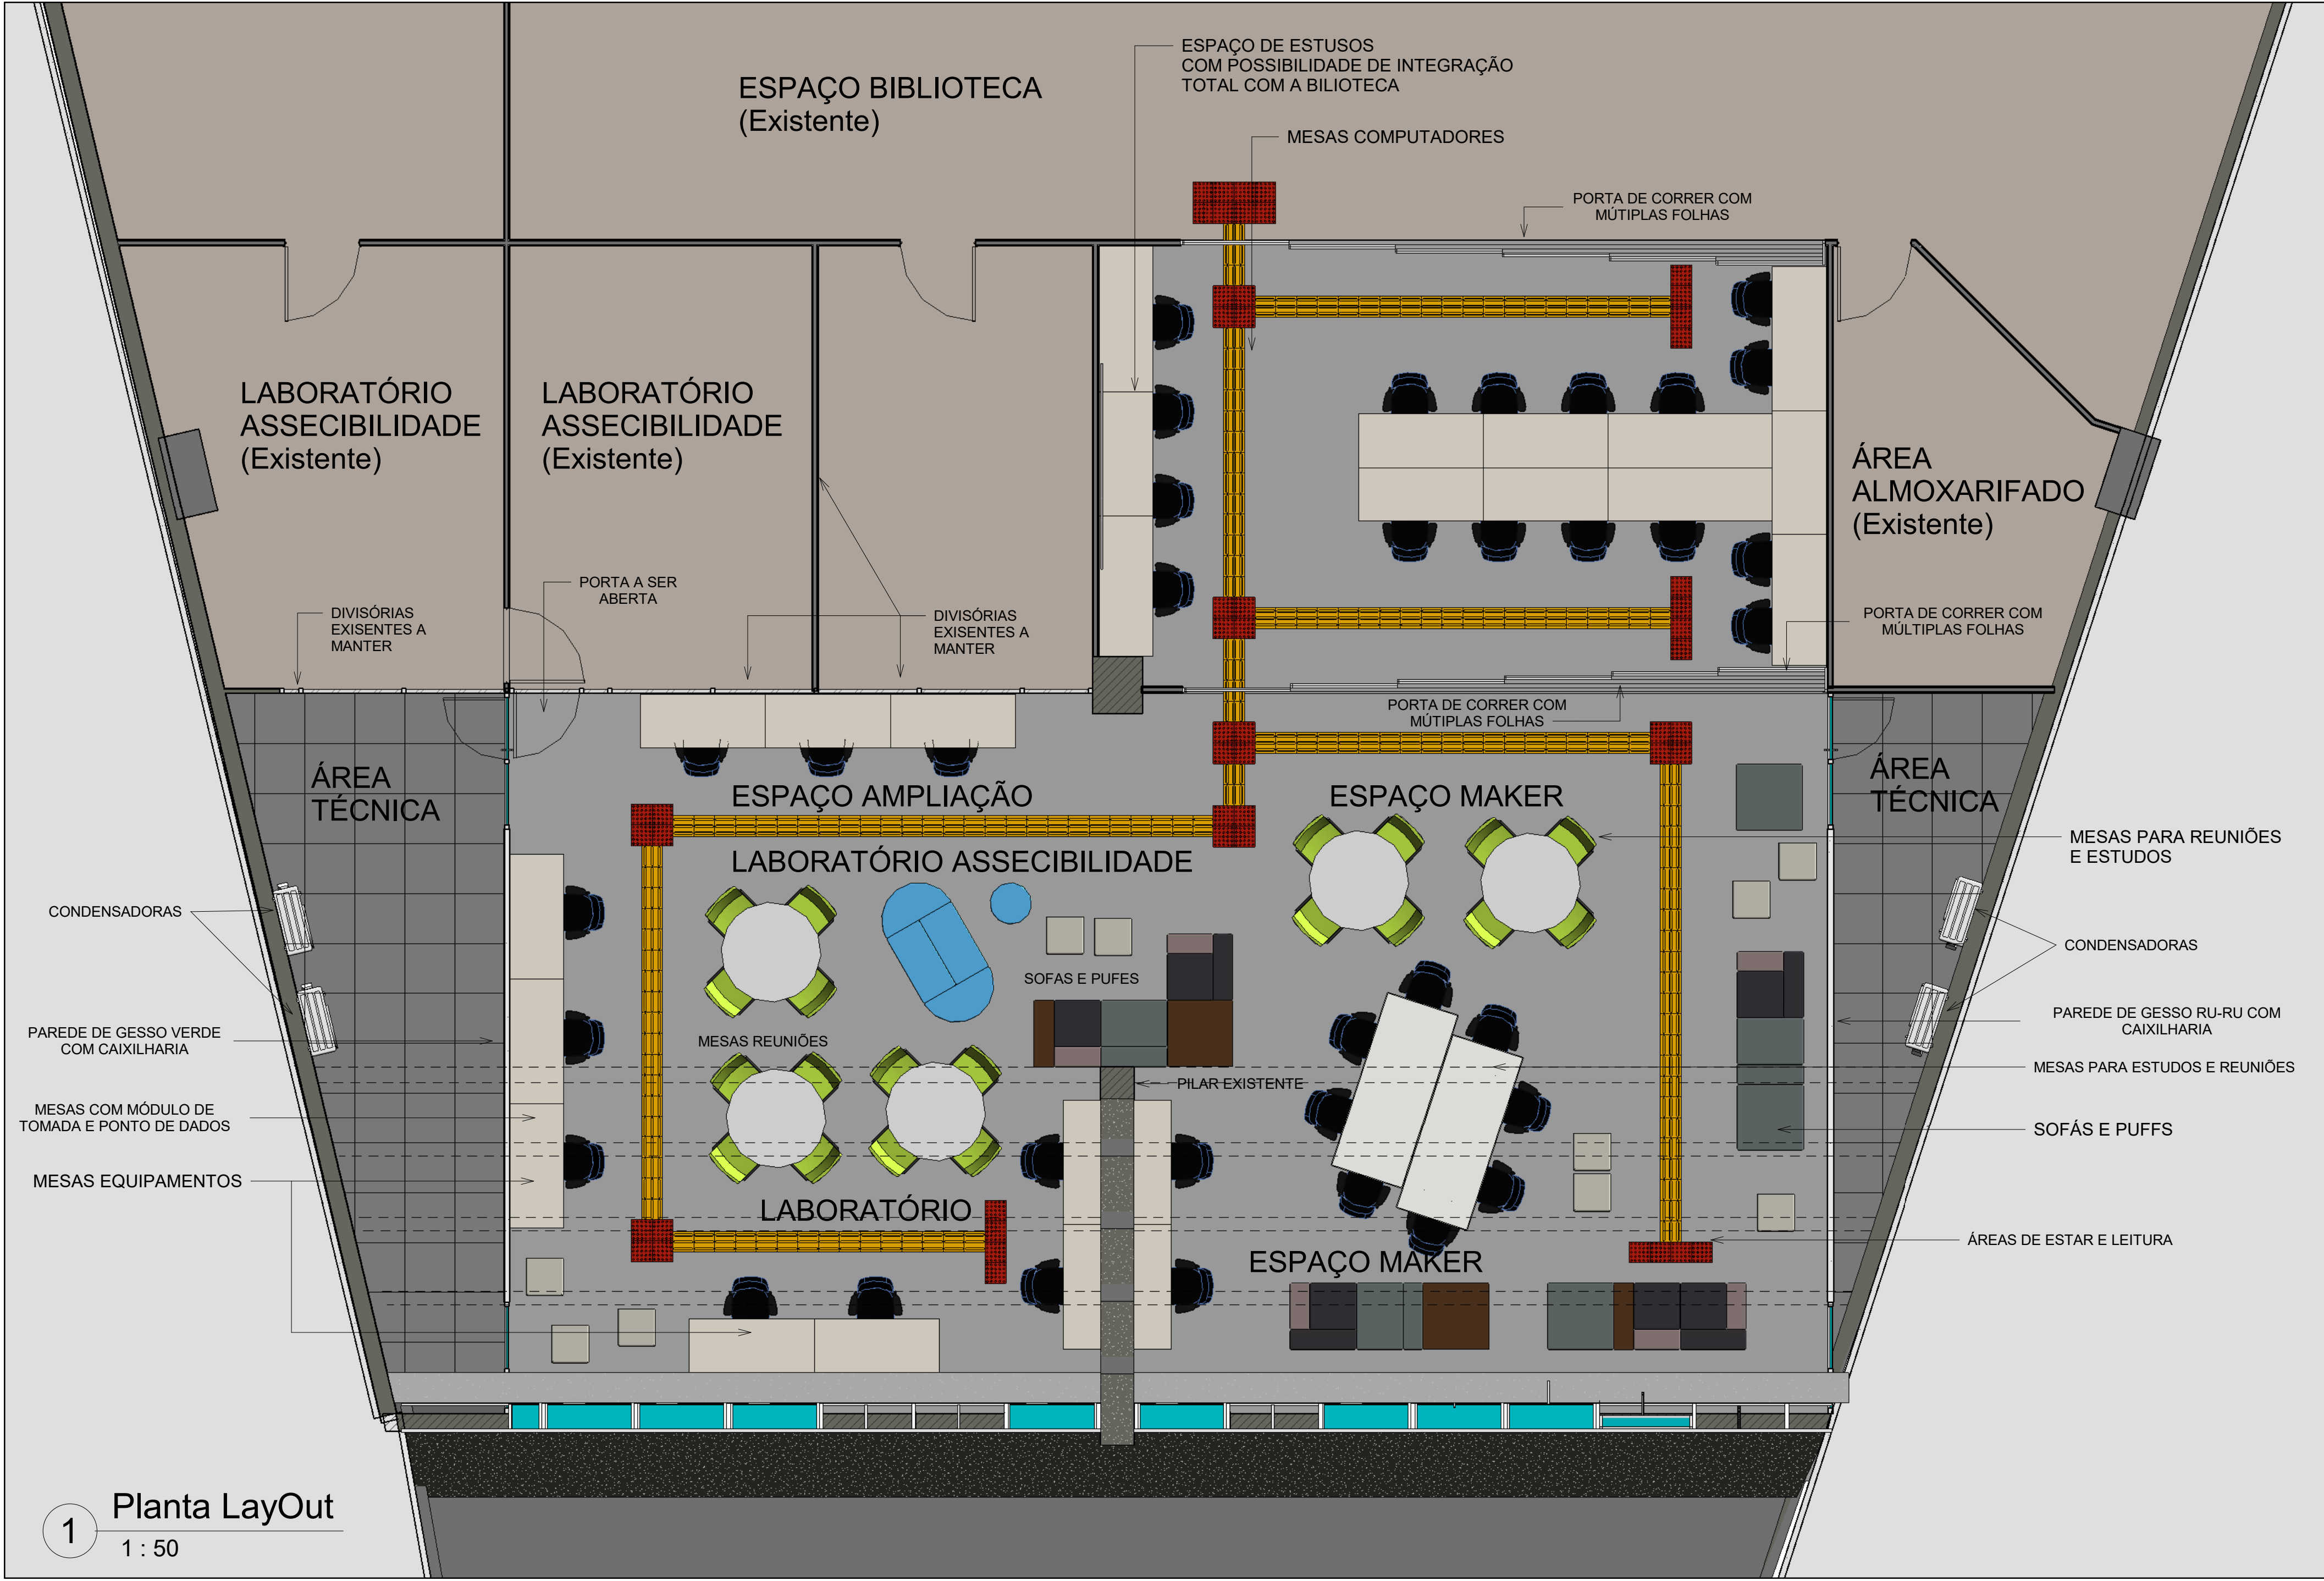 ESPAÇO DE ESTUSOS
COM POSSIBILIDADE DE INTEGRAÇÃO
TOTAL COM A BILIOTECA
ESPAÇO BIBLIOTECA
(Existente)
MESAS COMPUTADORES
PORTA DE CORRER COM
MÚTIPLAS FOLHAS
LABORATÓRIO
ASSECIBILIDADE
(Existente)
LABORATÓRIO
ASSECIBILIDADE
(Existente)
ÁREA
ALMOXARIFADO
(Existente)
PORTA A SER
ABERTA
DIVISÓRIAS
EXISENTES A
MANTER
DIVISÓRIAS
EXISENTES A
MANTER
PORTA DE CORRER COM
MÚLTIPLAS FOLHAS
PORTA DE CORRER COM
MÚTIPLAS FOLHAS
ÁREA
TÉCNICA
ESPAÇO AMPLIAÇÃO
LABORATÓRIO ASSECIBILIDADE
ESPAÇO MAKER
ÁREA
TÉCNICA
MESAS PARA REUNIÕES
E ESTUDOS
CONDENSADORAS
CONDENSADORAS
SOFAS E PUFES
PAREDE DE GESSO VERDE
COM CAIXILHARIA
MESAS REUNIÕES
PAREDE DE GESSO RU-RU COM
CAIXILHARIA
PILAR EXISTENTE
MESAS PARA ESTUDOS E REUNIÕES
MESAS COM MÓDULO DE
TOMADA E PONTO DE DADOS
SOFÁS E PUFFS
MESAS EQUIPAMENTOS
LABORATÓRIO
ESPAÇO MAKER
ÁREAS DE ESTAR E LEITURA
1
Planta LayOut
1 : 50